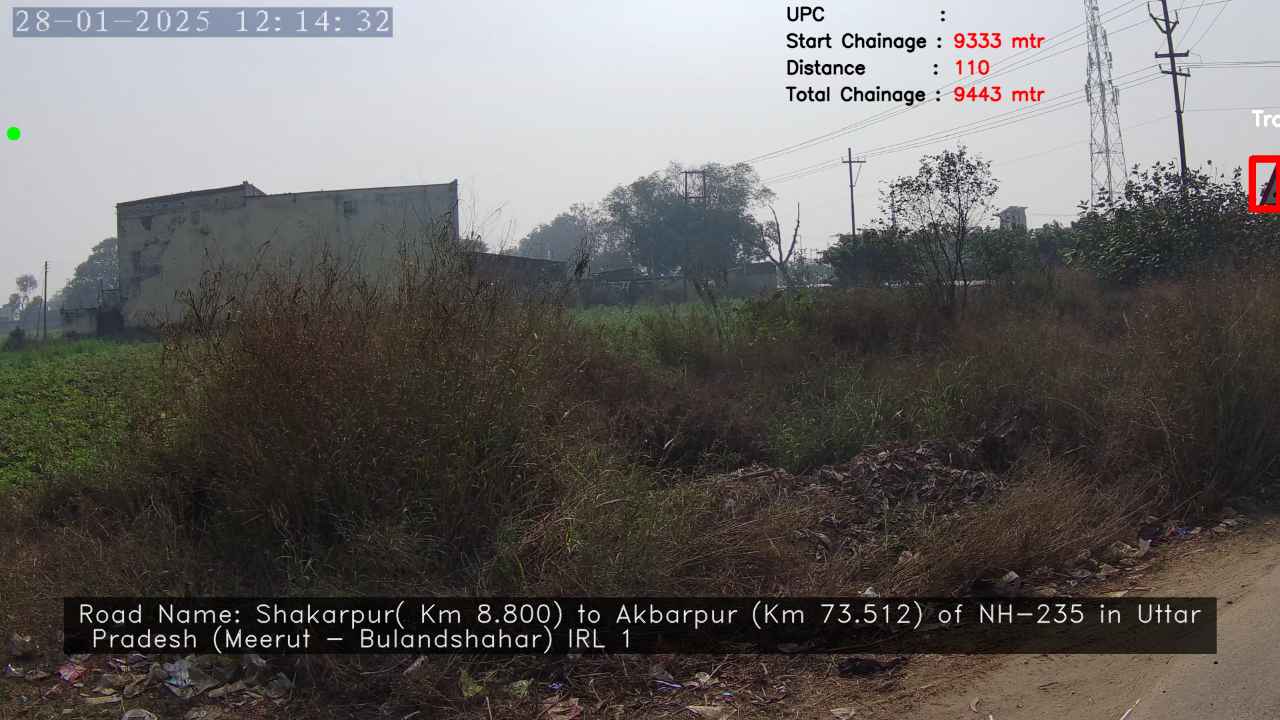 28-01-2025 12:14:32
UPC :
Start Chainage : 9333 mtr
Distance : 110
Total Chainage : 9443 mtr
Road Name: Shakarpur( Km 8.800) to Akbarpur (Km 73.512) of NH-235 in Uttar
Pradesh (Meerut - Bulandshahar) IRL 1